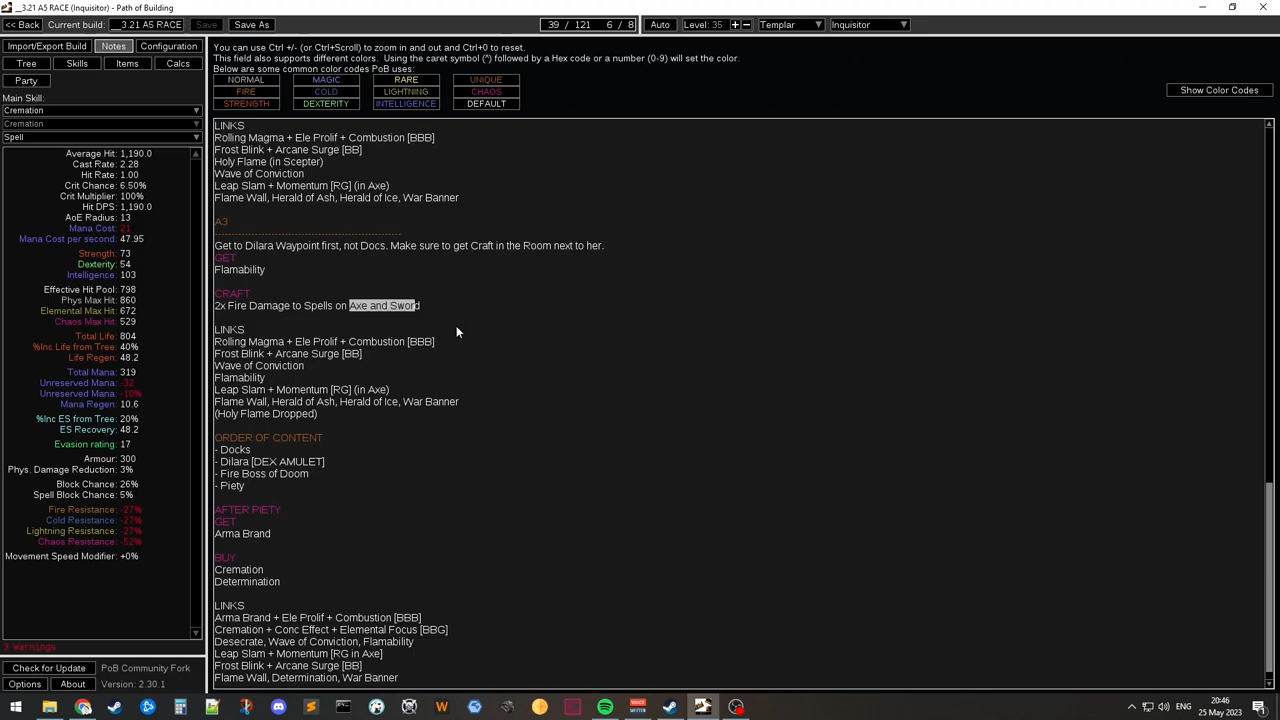 __3.21 A5 RACE (Inquisitor) - Path of Building
<< Back
Current build:
__3.21 A5 RACE
Save
Save As
39 / 121 6 / 8
Auto
Level: 35
+
-
Templar
Inquisitor
Import/Export Build
Notes
Configuration
Tree
Skills
Items
Calcs
Party
Main Skill:
Cremation
Cremation
Spell
Average Hit: 1,190.0
Cast Rate: 2.28
Hit Rate: 1.00
Crit Chance: 6.50%
Crit Multiplier: 100%
Hit DPS: 1,190.0
AoE Radius: 13
Mana Cost: 21
Mana Cost per second: 47.95
Strength: 73
Dexterity: 54
Intelligence: 103
Effective Hit Pool: 798
Phys Max Hit: 860
Elemental Max Hit: 672
Chaos Max Hit: 529
Total Life: 804
%Inc Life from Tree: 40%
Life Regen: 48.2
Total Mana: 319
Unreserved Mana: -32
Unreserved Mana: -10%
Mana Regen: 10.6
%Inc ES from Tree: 20%
ES Recovery: 48.2
Evasion rating: 17
Armour: 300
Phys. Damage Reduction: 3%
Block Chance: 26%
Spell Block Chance: 5%
Fire Resistance: -27%
Cold Resistance: -27%
Lightning Resistance: -27%
Chaos Resistance: -52%
Movement Speed Modifier: +0%
3 warnings
Check for Update
PoB Community Fork
Options
About
Version: 2.30.1
You can use Ctrl +/- (or Ctrl+Scroll) to zoom in and out and Ctrl+0 to reset.
This field also supports different colors. Using the caret symbol (^) followed by a Hex code or a number (0-9) will set the color.
Below are some common color codes PoB uses:
NORMAL
MAGIC
RARE
UNIQUE
FIRE
COLD
LIGHTNING
CHAOS
STRENGTH
DEXTERITY
INTELLIGENCE
DEFAULT
Show Color Codes
LINKS
Rolling Magma + Ele Prolif + Combustion [BBB]
Frost Blink + Arcane Surge [BB]
Holy Flame (in Scepter)
Wave of Conviction
Leap Slam + Momentum [RG] (in Axe)
Flame Wall, Herald of Ash, Herald of Ice, War Banner
A3
--------------------------------------------------
Get to Dilara Waypoint first, not Docs. Make sure to get Craft in the Room next to her.
GET
Flamability
CRAFT
2x Fire Damage to Spells on Axe and Sword
LINKS
Rolling Magma + Ele Prolif + Combustion [BBB]
Frost Blink + Arcane Surge [BB]
Wave of Conviction
Flamability
Leap Slam + Momentum [RG] (in Axe)
Flame Wall, Herald of Ash, Herald of Ice, War Banner
(Holy Flame Dropped)
ORDER OF CONTENT
- Docks
- Dilara [DEX AMULET]
- Fire Boss of Doom
- Piety
AFTER PIETY
GET
Arma Brand
BUY
Cremation
Determination
LINKS
Arma Brand + Ele Prolif + Combustion [BBB]
Cremation + Conc Effect + Elemental Focus [BBG]
Desecrate, Wave of Conviction, Flamability
Leap Slam + Momentum [RG in Axe]
Frost Blink + Arcane Surge [BB]
Flame Wall, Determination, War Banner
ENG
20:46
25 May 2023